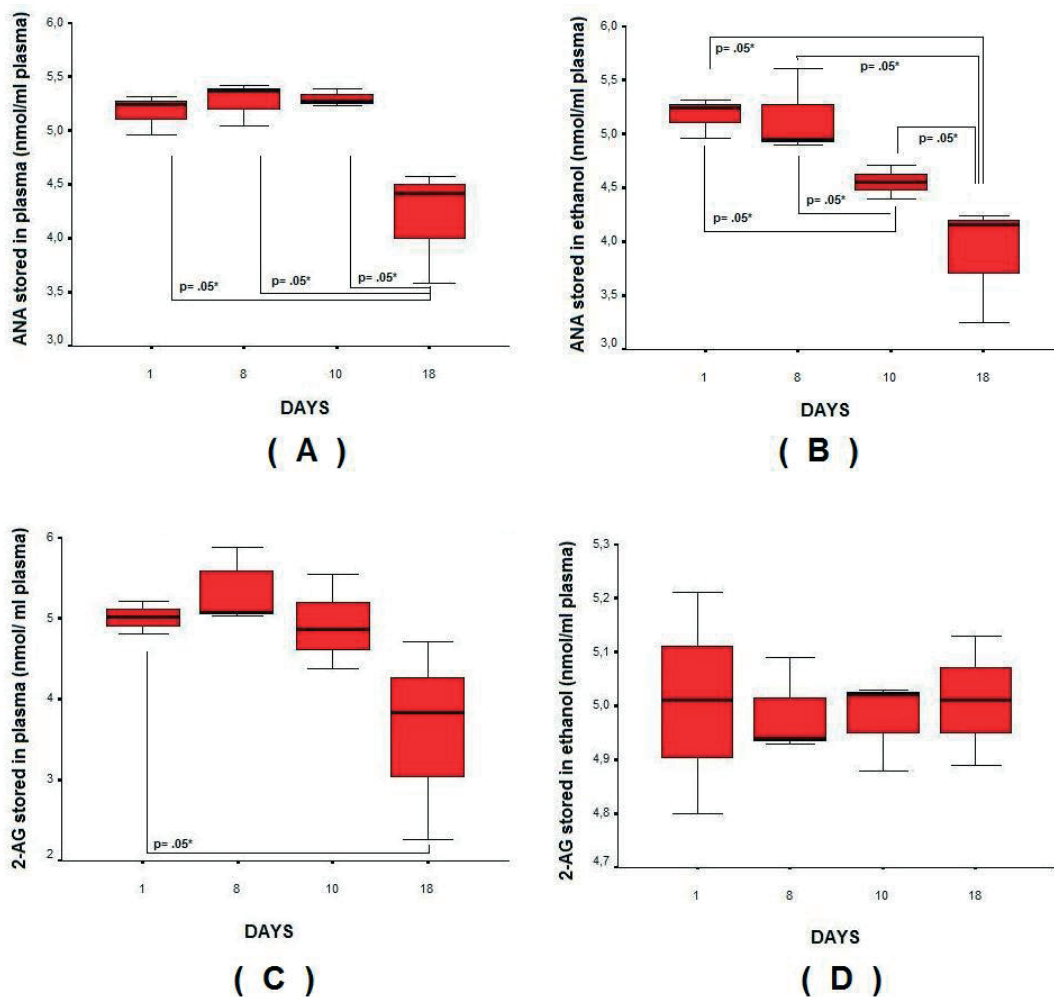 ANA stored in plasma (nmol/ml plasma)
6,0
5,5
5,0
4,5
4,0
3,5
3,0
p= .05*
p= .05*
p= .05*
1
8
10
18
DAYS
( A )
ANA stored in ethanol (nmol/ml plasma)
6,0
5,5
5,0
4,5
4,0
3,5
3,0
p= .05*
p= .05*
p= .05*
p= .05*
p= .05*
1
8
10
18
DAYS
( B )
2-AG stored in plasma (nmol/ ml plasma)
6
5
4
3
2
p= .05*
1
8
10
18
DAYS
( C )
2-AG stored in ethanol (nmol/ml plasma)
5,3
5,2
5,1
5,0
4,9
4,8
4,7
1
8
10
18
DAYS
( D )